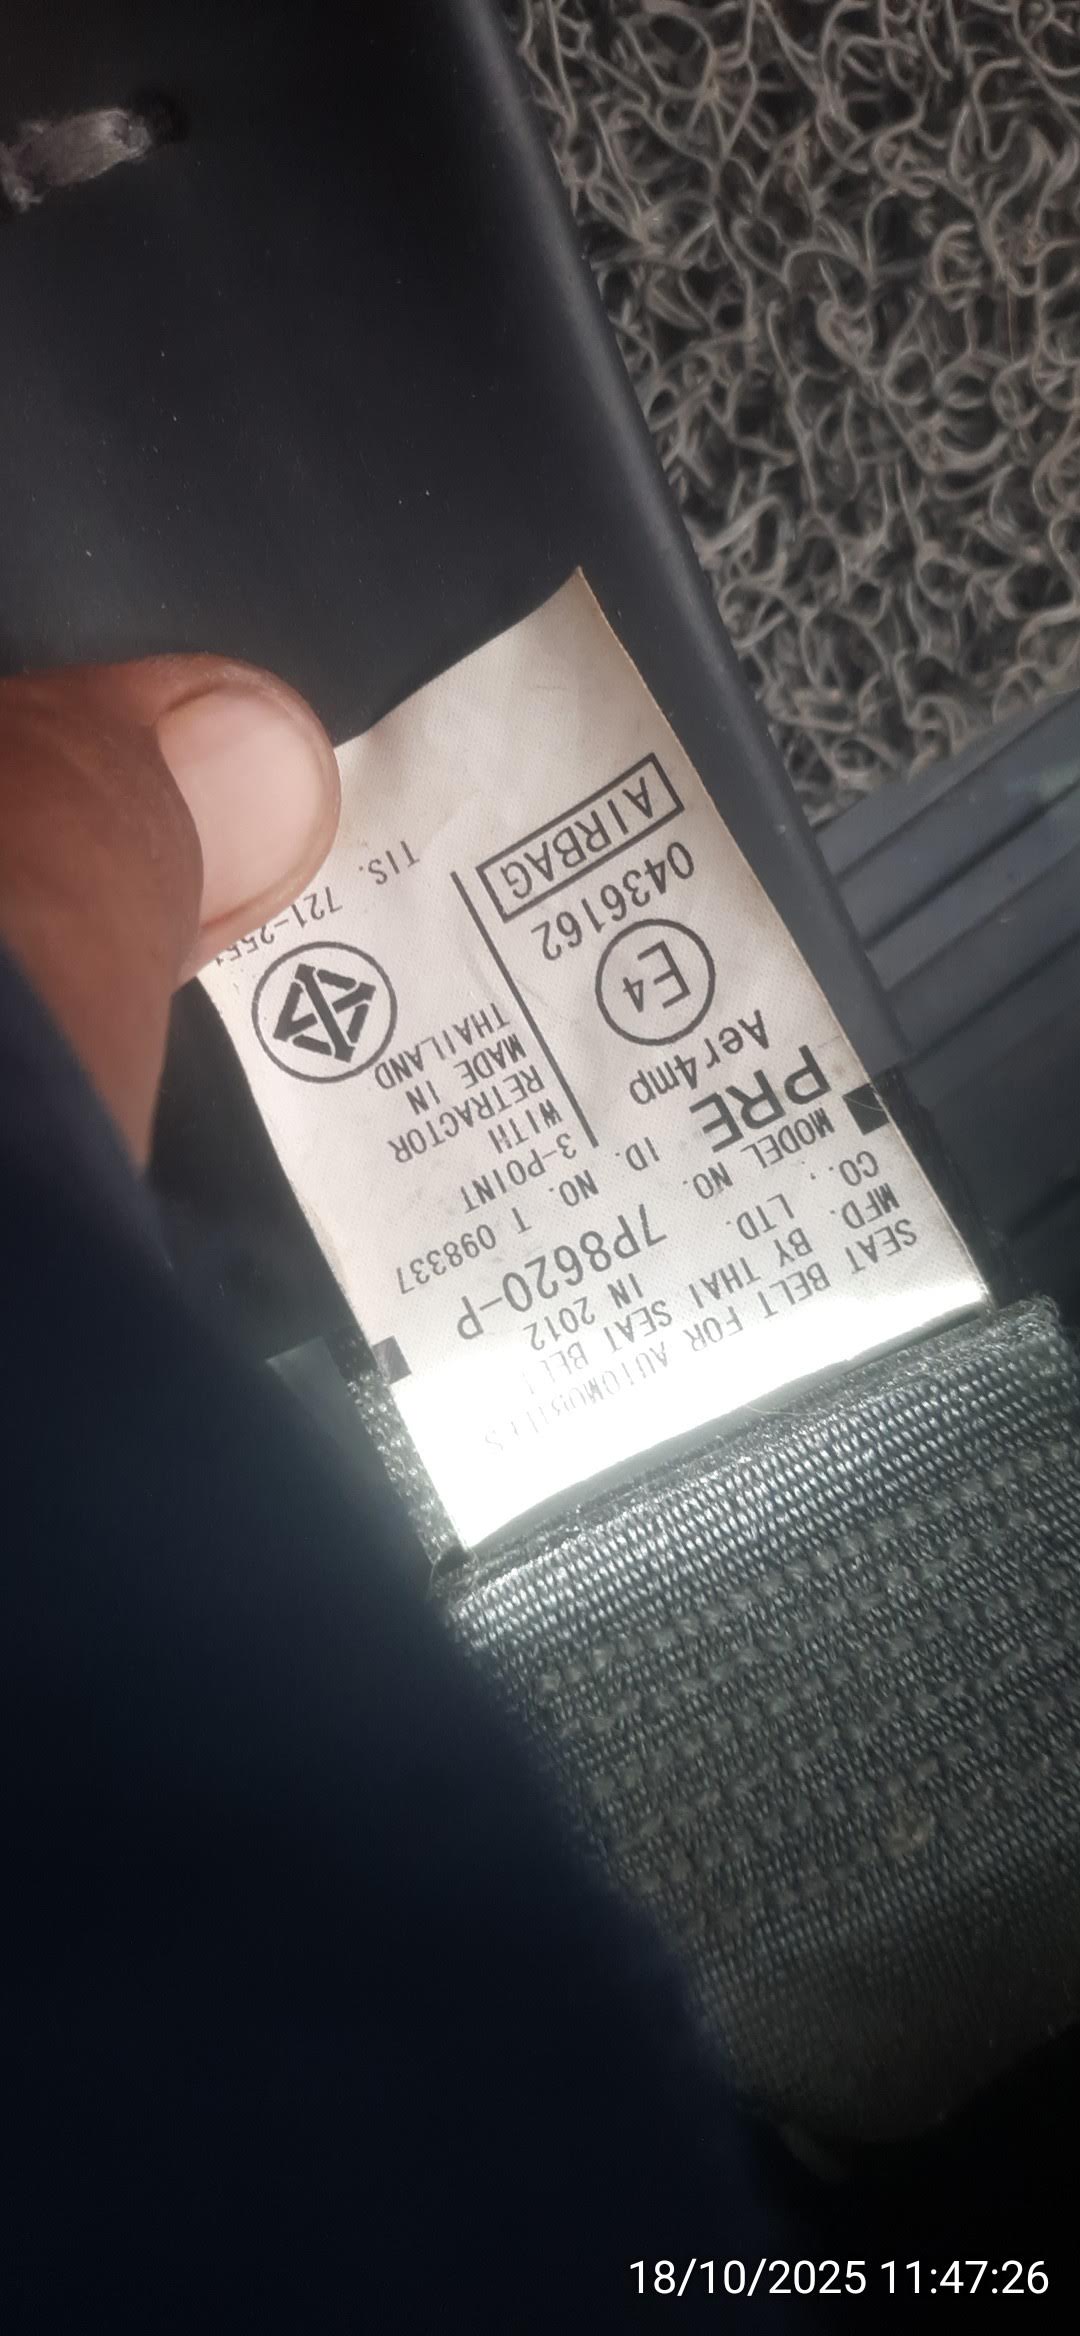 SEAT BELT FOR AUTOMOBILES
MFD. BY THAI SEAT BELT
CO., LTD. IN 2012
MODEL NO. 7P8620-P
ID. NO. T 098337
PRE
Aer4mp
E4
0436162
AIRBAG
3-POINT
WITH
RETRACTOR
MADE IN
THAILAND
TIS. 721-2551
18/10/2025 11:47:26